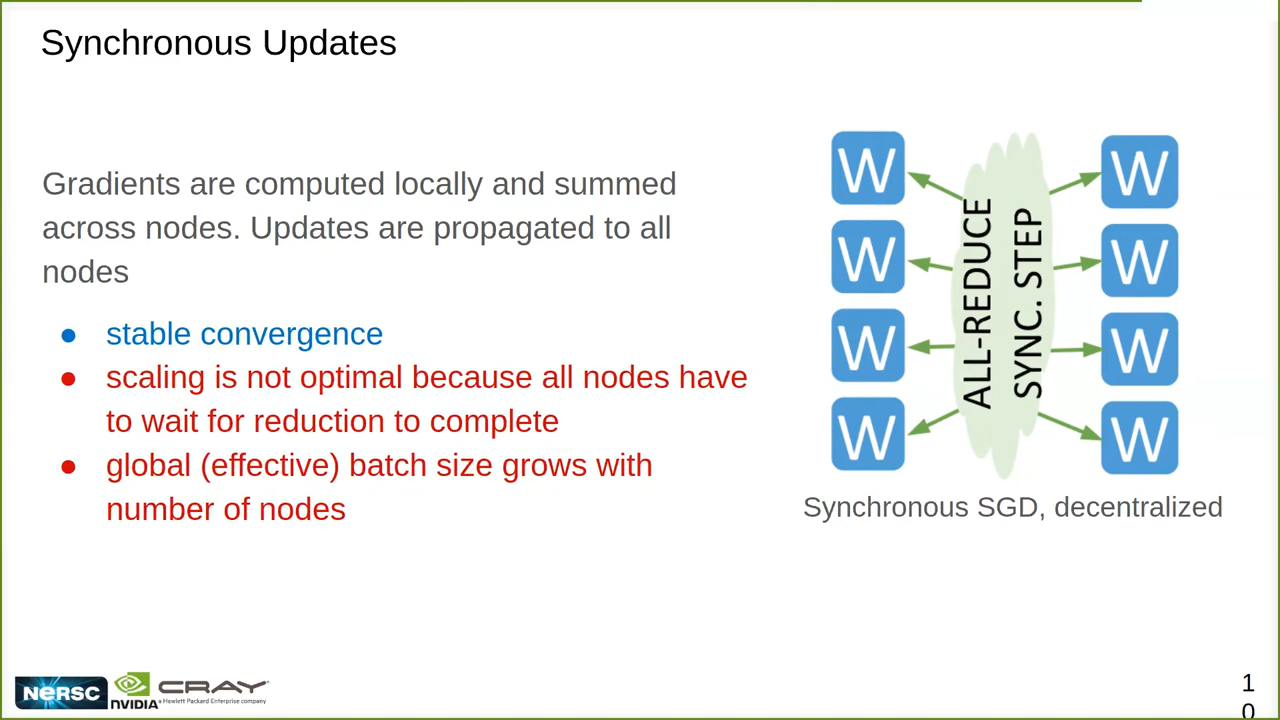 Synchronous Updates
Gradients are computed locally and summed
across nodes. Updates are propagated to all
nodes
● stable convergence
● scaling is not optimal because all nodes have
to wait for reduction to complete
● global (effective) batch size grows with
number of nodes
W W
W W
W W
W W
ALL-REDUCE
SYNC. STEP
Synchronous SGD, decentralized
NERSC
NVIDIA
CRAY
a Hewlett Packard Enterprise company
1
0